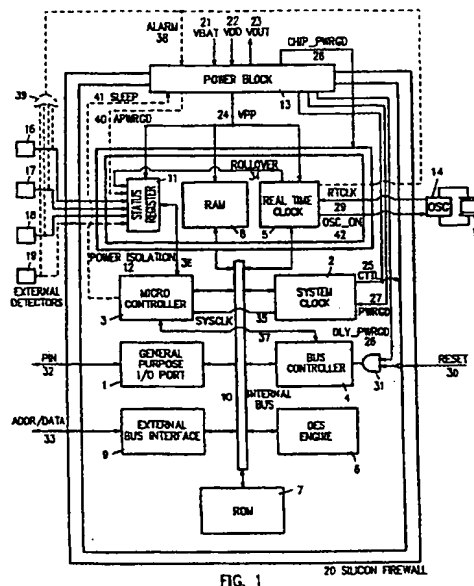 ALARM
38
21
VBAT
22
VDD
23
VOUT
CHIP_PWRGD
26
POWER BLOCK
13
41 SLEEP
40 APWRGD
24 VPP
39
16
17
18
19
EXTERNAL
DETECTORS
ROLLOVER
34
11
STATUS
REGISTER
RAM
8
REAL TIME
CLOCK
5
RTCLK
29
OSC_ON
42
14
OSC
POWER ISOLATION
12
36
2
MICRO
CONTROLLER
3
SYSTEM
CLOCK
25
CTTL
27
PWRGD
SYSCLK
35
37
DLY_PWRGD
28
PIN
32
GENERAL
PURPOSE
I/O PORT
1
10
INTERNAL
BUS
BUS
CONTROLLER
4
31
RESET
30
ADDR/DATA
33
EXTERNAL
BUS INTERFACE
9
DES
ENGINE
6
ROM
7
20 SILICON FIREWALL
FIG. 1